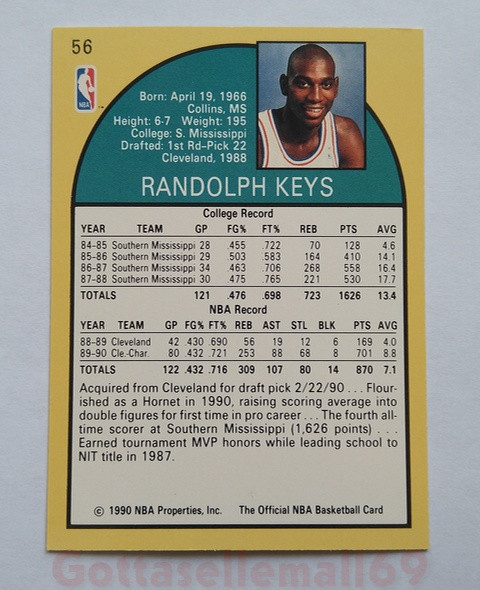 56
NBA
Born: April 19, 1966
Collins, MS
Height: 6-7 Weight: 195
College: S. Mississippi
Drafted: 1st Rd-Pick 22
Cleveland, 1988
RANDOLPH KEYS
College Record
YEAR TEAM GP FG% FT% REB PTS AVG
84-85 Southern Mississippi 28 .455 .722 70 128 4.6
85-86 Southern Mississippi 29 .503 .583 164 410 14.1
86-87 Southern Mississippi 34 .463 .706 268 558 16.4
87-88 Southern Mississippi 30 .475 .765 221 530 17.7
TOTALS 121 .476 .698 723 1626 13.4
NBA Record
YEAR TEAM GP FG% FT% REB AST STL BLK PTS AVG
88-89 Cleveland 42 .430 .690 56 19 12 6 169 4.0
89-90 Cle.-Char. 80 .432 .721 253 88 68 8 701 8.8
TOTALS 122 .432 .716 309 107 80 14 870 7.1
Acquired from Cleveland for draft pick 2/22/90 . . . Flour-
ished as a Hornet in 1990, raising scoring average into
double figures for first time in pro career . . . The fourth all-
time scorer at Southern Mississippi (1,626 points) . . .
Earned tournament MVP honors while leading school to
NIT title in 1987.
© 1990 NBA Properties, Inc. The Official NBA Basketball Card
Gottasellemall69